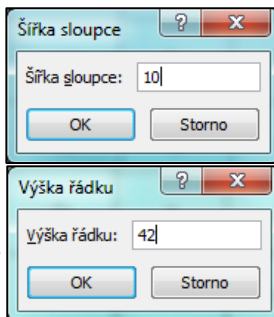 Šířka sloupce
Šířka sloupce: 10
OK Storno
Výška řádku
Výška řádku: 42
OK Storno